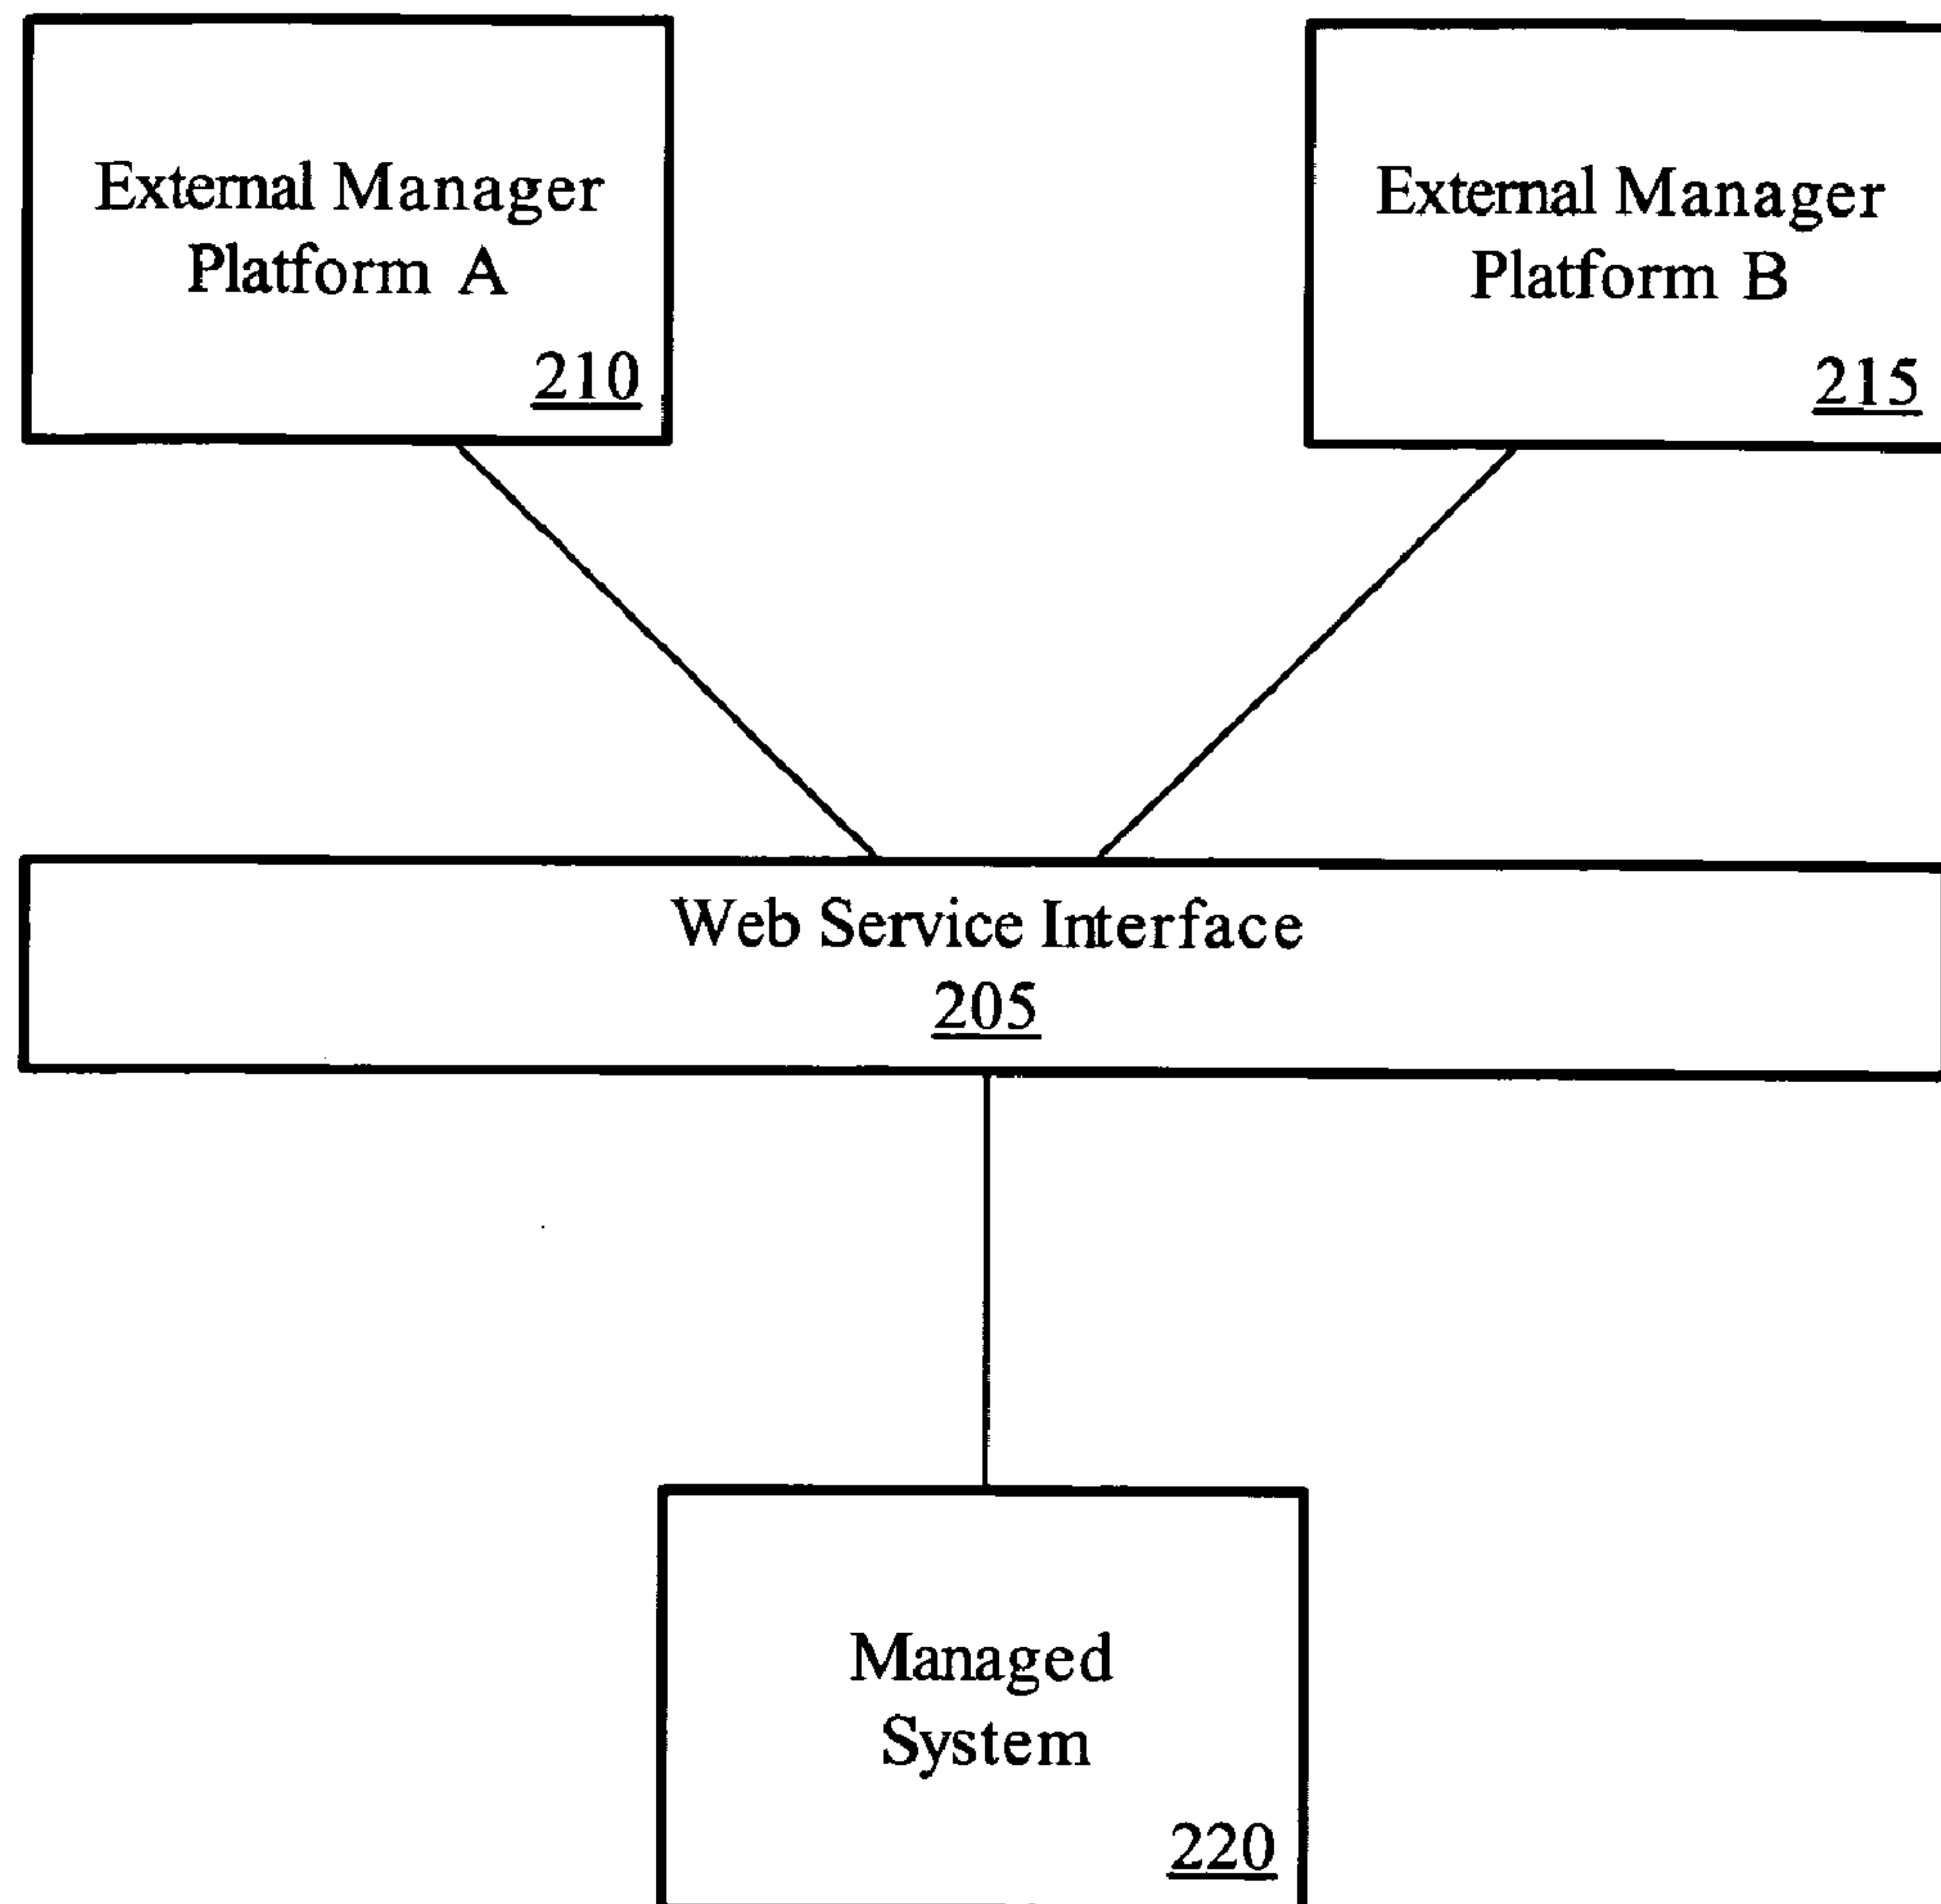 External Manager
Platform A
210
External Manager
Platform B
215
Web Service Interface
205
Managed
System
220